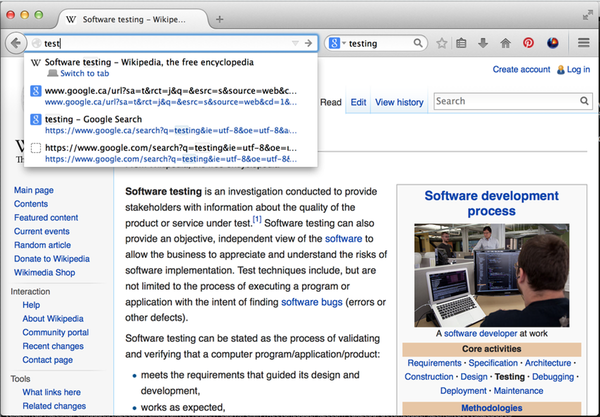 Software testing – Wikipe...
test
testing
Software testing – Wikipedia, the free encyclopedia
Switch to tab
www.google.ca/url?sa=t&rct=j&q=&esrc=s&source=web&c...
www.google.ca/url?sa=t&rct=j&q=&esrc=s&source=web&cd=1&...
testing – Google Search
https://www.google.com/search?q=testing&ie=utf-8&oe=utf-8&a...
https://www.google.com/search?q=testing&ie=utf-8&oe=u...
https://www.google.com/search?q=testing&ie=utf-8&oe=utf-8&...
Create account Log in
Read Edit View history Search
Main page
Contents
Featured content
Current events
Random article
Donate to Wikipedia
Wikimedia Shop
Interaction
Help
About Wikipedia
Community portal
Recent changes
Contact page
Tools
What links here
Related changes
Software testing is an investigation conducted to provide
stakeholders with information about the quality of the
product or service under test.[1] Software testing can also
provide an objective, independent view of the software to
allow the business to appreciate and understand the risks of
software implementation. Test techniques include, but are
not limited to the process of executing a program or
application with the intent of finding software bugs (errors or
other defects).
Software testing can be stated as the process of validating
and verifying that a computer program/application/product:
• meets the requirements that guided its design and
development,
• works as expected,
Software development
process
A software developer at work
Core activities
Requirements · Specification · Architecture ·
Construction · Design · Testing · Debugging ·
Deployment · Maintenance
Methodologies